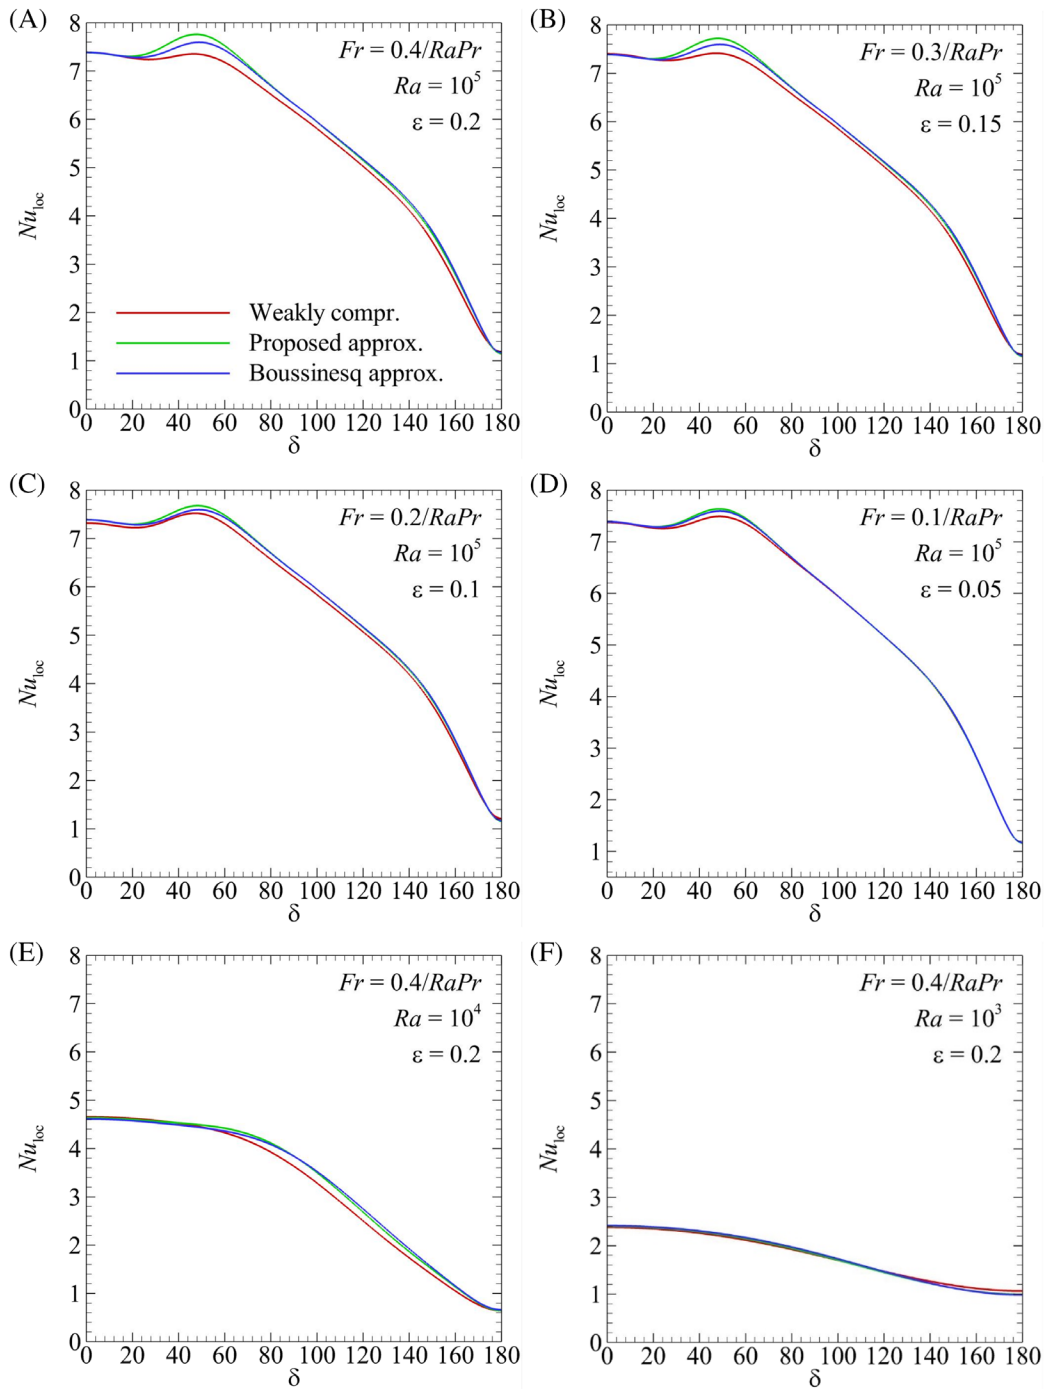 (A)
8
7
6
5
4
3
2
1
0
Nu_loc
Fr = 0.4/RaPr
Ra = 10^5
ε = 0.2
Weakly compr.
Proposed approx.
Boussinesq approx.
0 20 40 60 80 100 120 140 160 180
δ
(B)
8
7
6
5
4
3
2
1
0
Nu_loc
Fr = 0.3/RaPr
Ra = 10^5
ε = 0.15
0 20 40 60 80 100 120 140 160 180
δ
(C)
8
7
6
5
4
3
2
1
0
Nu_loc
Fr = 0.2/RaPr
Ra = 10^5
ε = 0.1
0 20 40 60 80 100 120 140 160 180
δ
(D)
8
7
6
5
4
3
2
1
Nu_loc
Fr = 0.1/RaPr
Ra = 10^5
ε = 0.05
0 20 40 60 80 100 120 140 160 180
δ
(E)
8
7
6
5
4
3
2
1
0
Nu_loc
Fr = 0.4/RaPr
Ra = 10^4
ε = 0.2
0 20 40 60 80 100 120 140 160 180
δ
(F)
8
7
6
5
4
3
2
1
0
Nu_loc
Fr = 0.4/RaPr
Ra = 10^3
ε = 0.2
0 20 40 60 80 100 120 140 160 180
δ